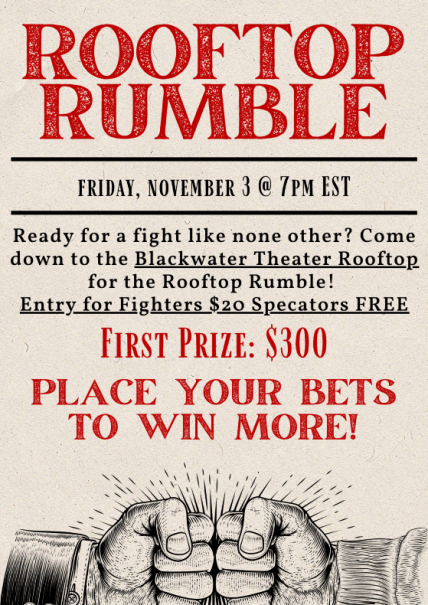 ROOFTOP
RUMBLE
FRIDAY, NOVEMBER 3 @ 7PM EST
Ready for a fight like none other? Come
down to the Blackwater Theater Rooftop
for the Rooftop Rumble!
Entry for Fighters $20 Specators FREE
FIRST PRIZE: $300
PLACE YOUR BETS
TO WIN MORE!